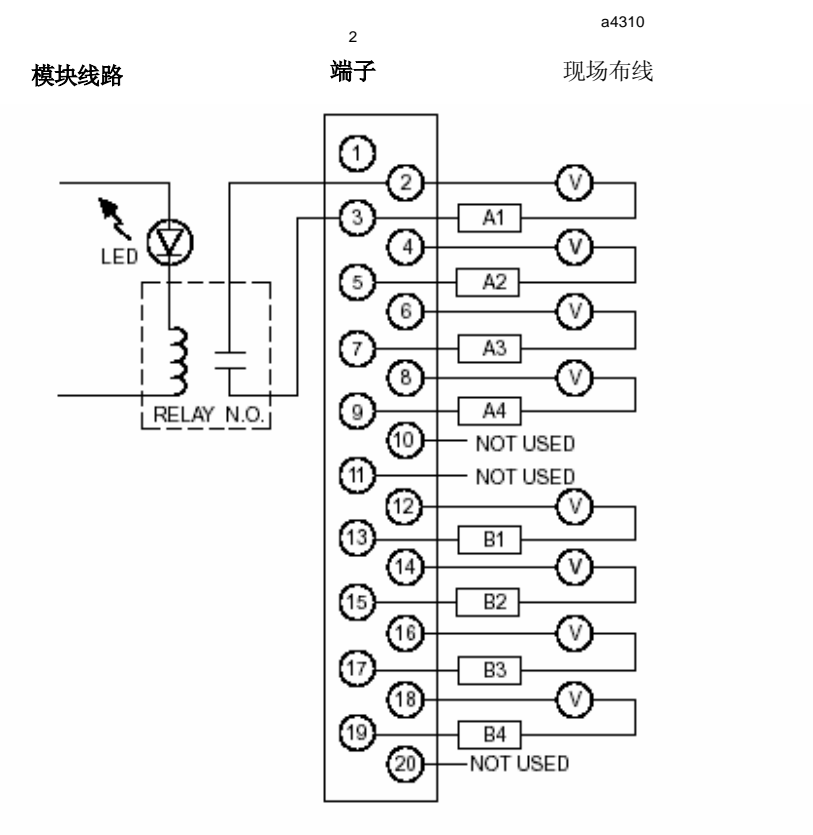 a4310
2
模块线路
端子
现场布线
1
2
V
3
A1
LED
4
V
5
A2
6
V
7
A3
8
V
9
A4
RELAY N.O.
10
NOT USED
11
NOT USED
12
V
13
B1
14
V
15
B2
16
V
17
B3
18
V
19
B4
20
NOT USED